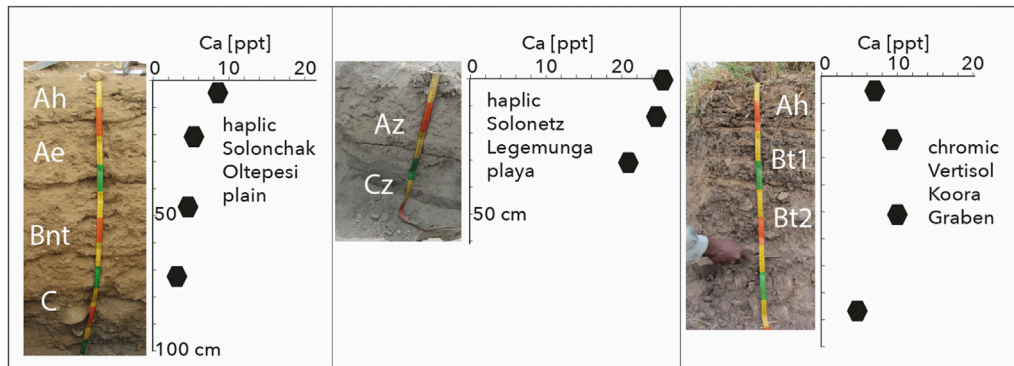 Ca [ppt]
0 10 20
Ah
Ae
Bnt
C
haplic
Solonchak
Oltepesi
plain
50
100 cm
Ca [ppt]
0 10 20
Az
Cz
haplic
Solonetz
Legemunga
playa
50 cm
Ca [ppt]
0 10 20
Ah
Bt1
Bt2
chromic
Vertisol
Koora
Graben